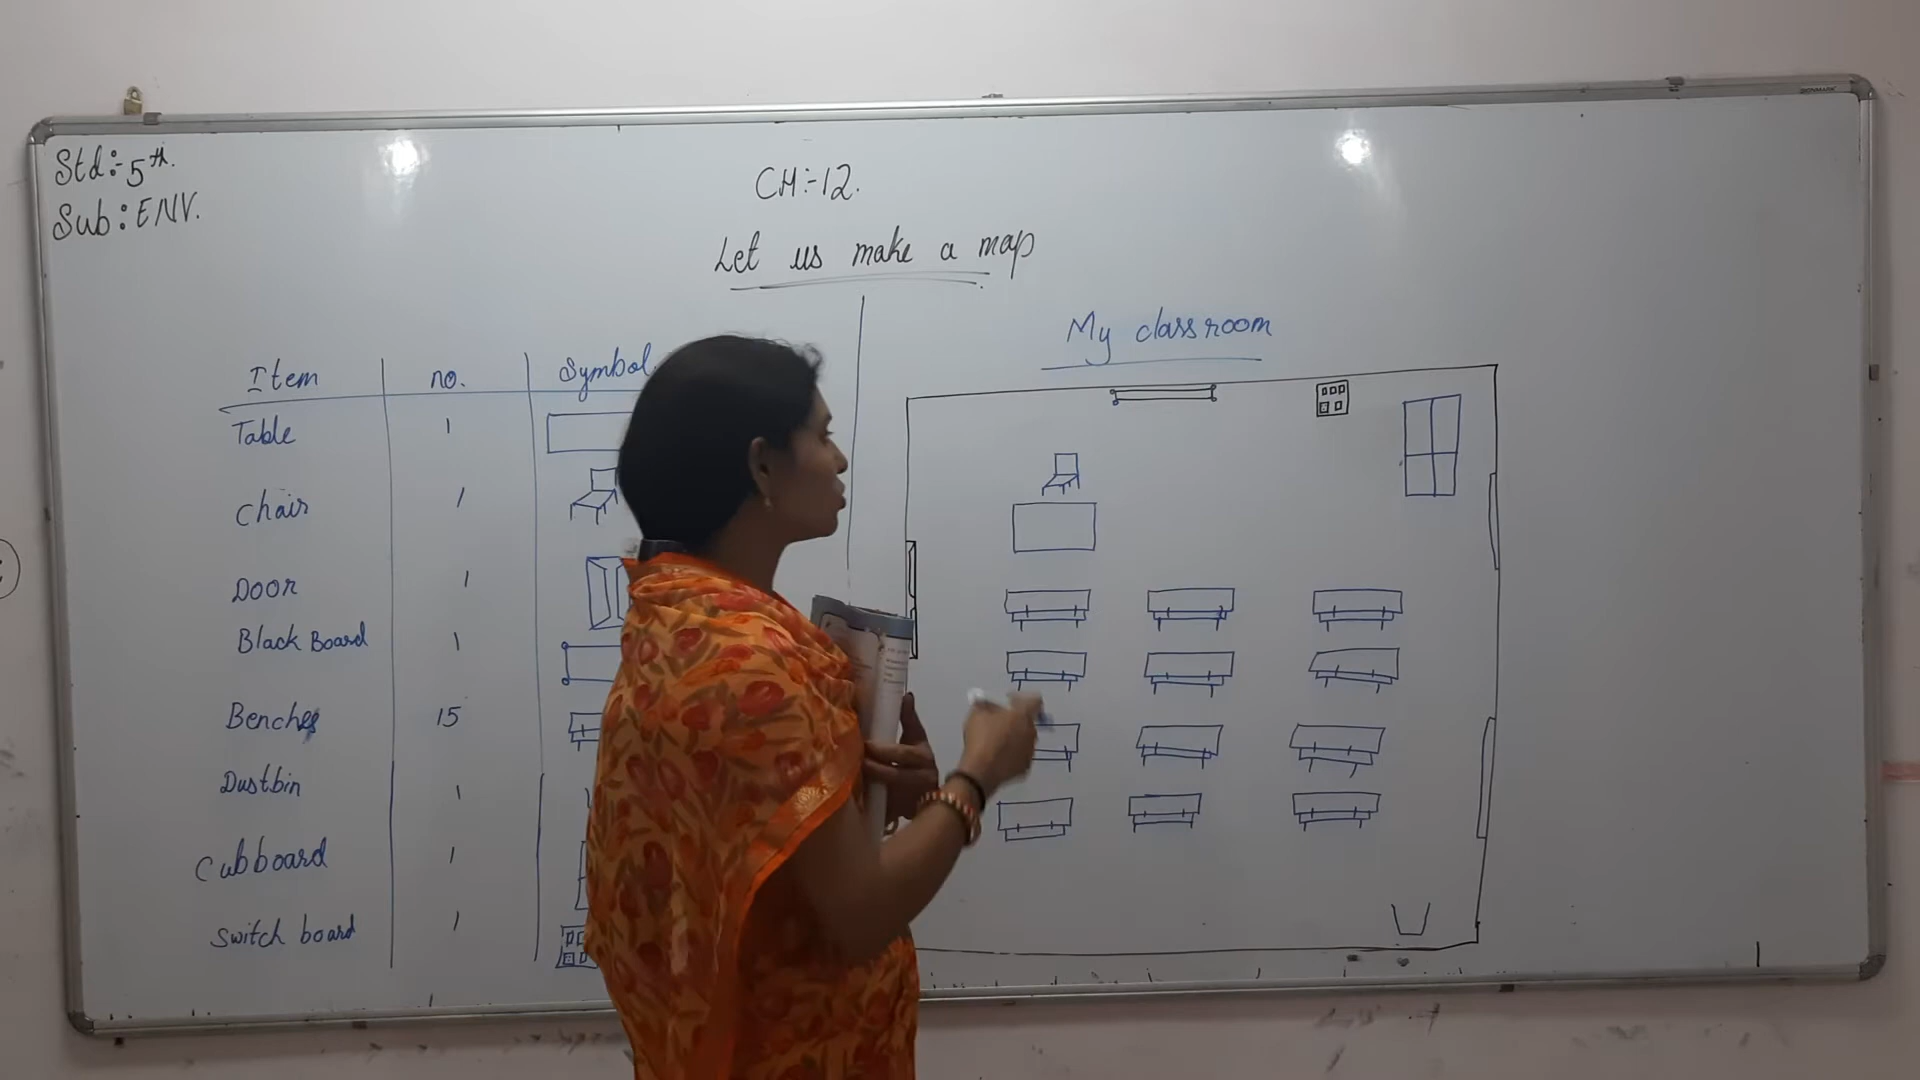 Std:- 5th.
Sub: ENV.
CH:-12.
Let us make a map
Item no. Symbol
Table 1
chair 1
Door 1
Black Board 1
Benches 15
Dustbin 1
Cubboard 1
Switch board 1
My classroom